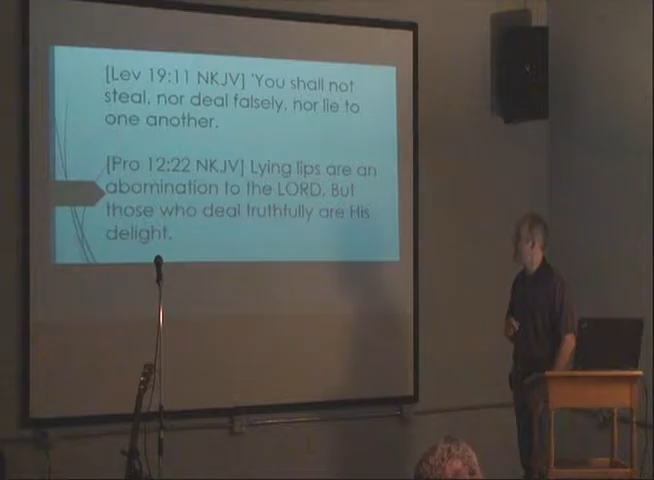 [Lev 19:11 NKJV] 'You shall not
steal, nor deal falsely, nor lie to
one another.
[Pro 12:22 NKJV] Lying lips are an
abomination to the LORD, But
those who deal truthfully are His
delight.